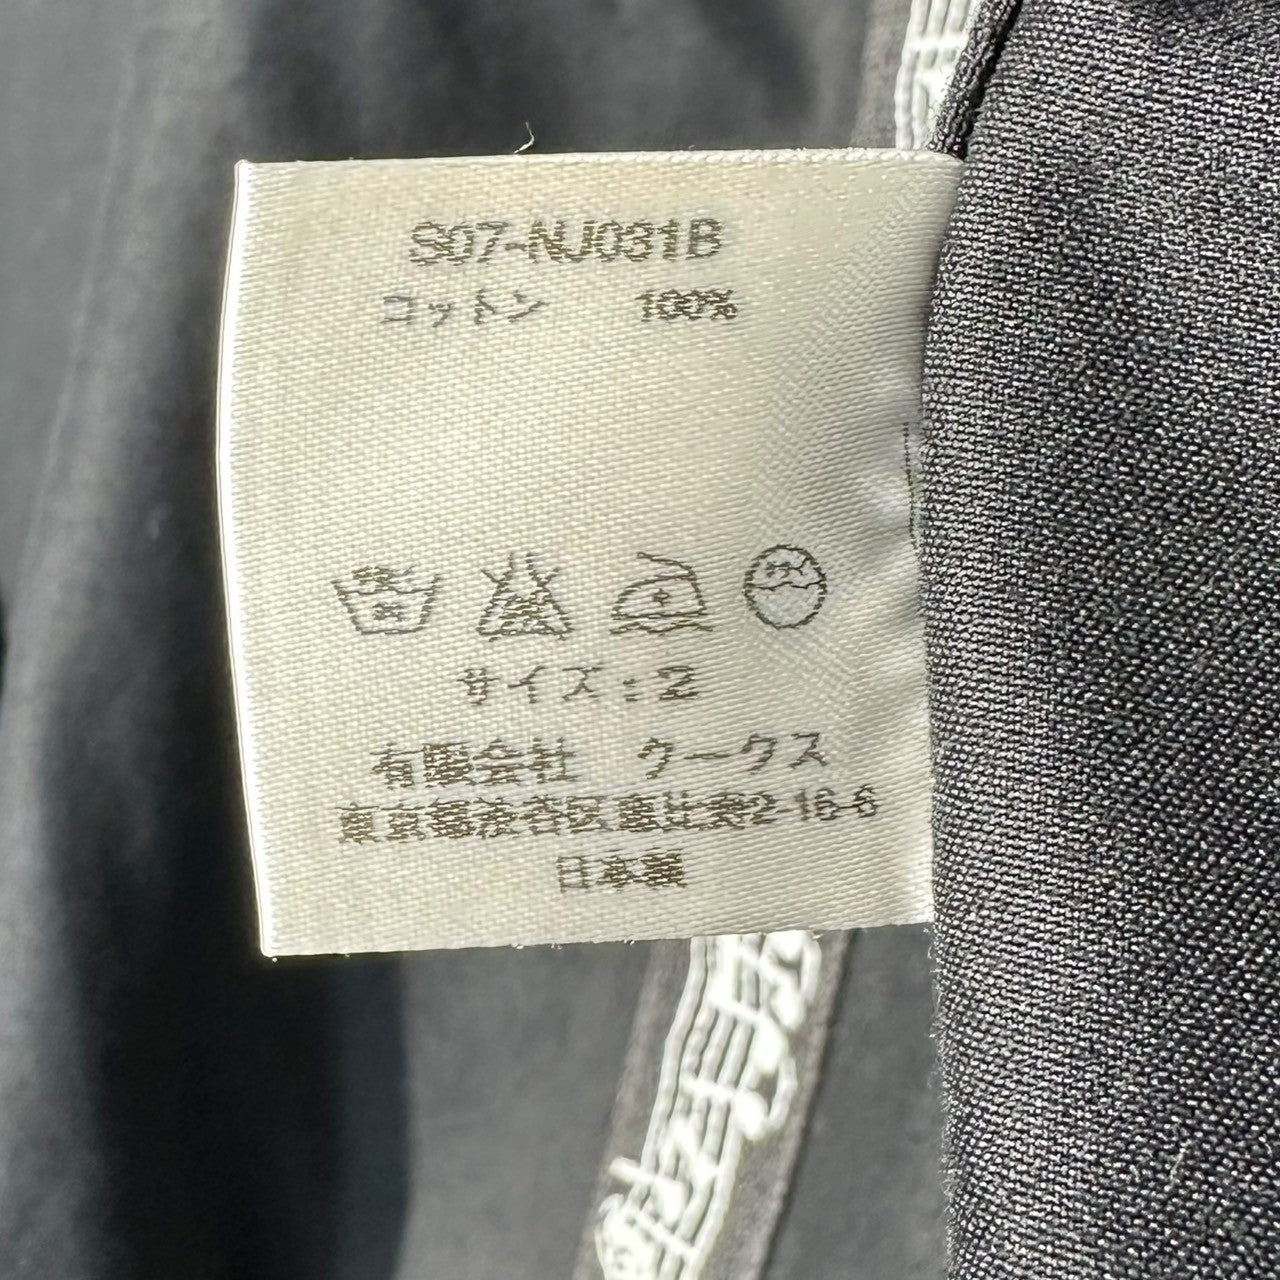 S07-NJ031B
コットン 100%
サイズ：2
有限会社 クークス
東京都渋谷区恵比寿2-16-6
日本製